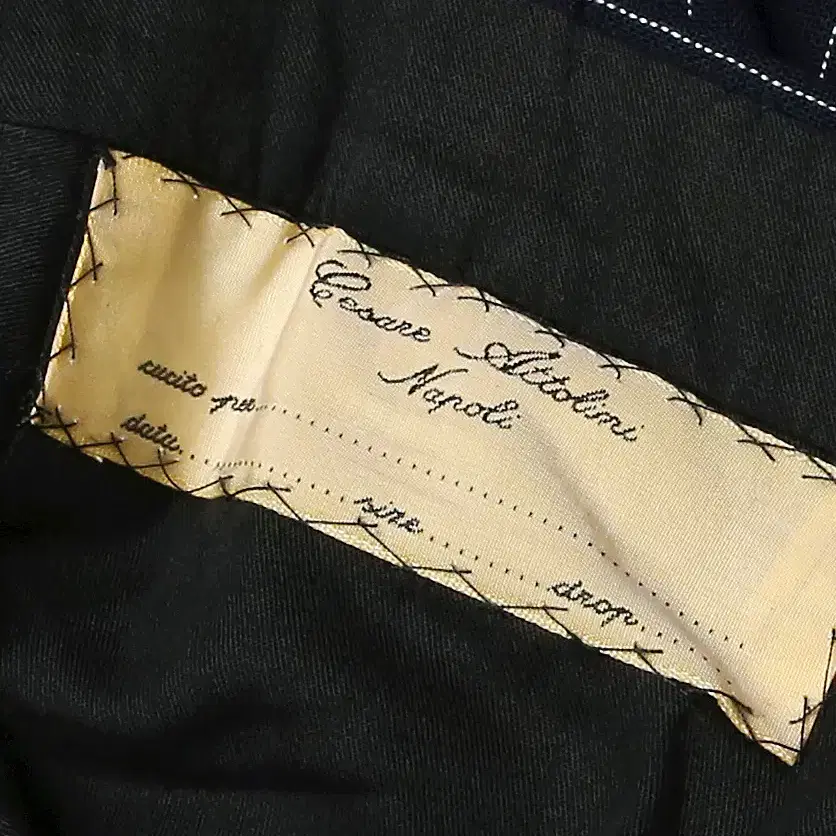 Cesare Attolini
Napoli
cucito per
data size drop